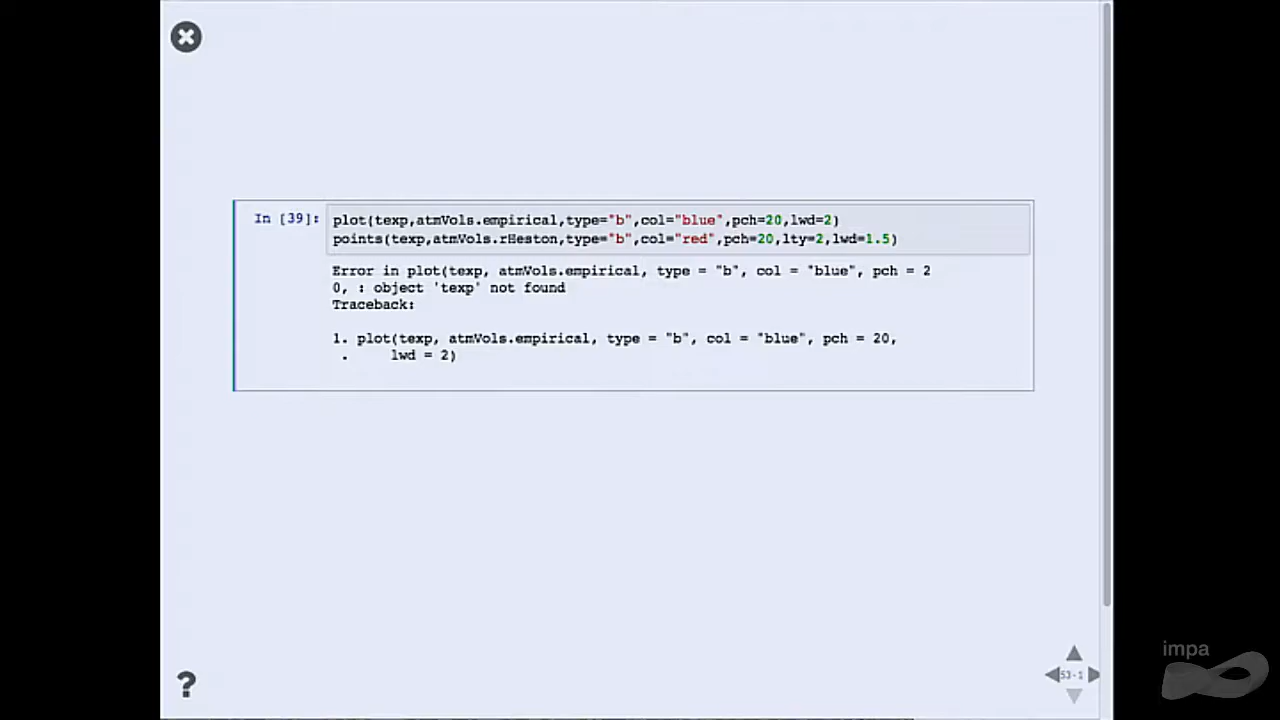 In [39]:
plot(texp,atmVols.empirical,type="b",col="blue",pch=20,lwd=2)
points(texp,atmVols.rHeston,type="b",col="red",pch=20,lty=2,lwd=1.5)
Error in plot(texp, atmVols.empirical, type = "b", col = "blue", pch = 2
0, : object 'texp' not found
Traceback:
1. plot(texp, atmVols.empirical, type = "b", col = "blue", pch = 20,
. lwd = 2)
?
53-1
impa